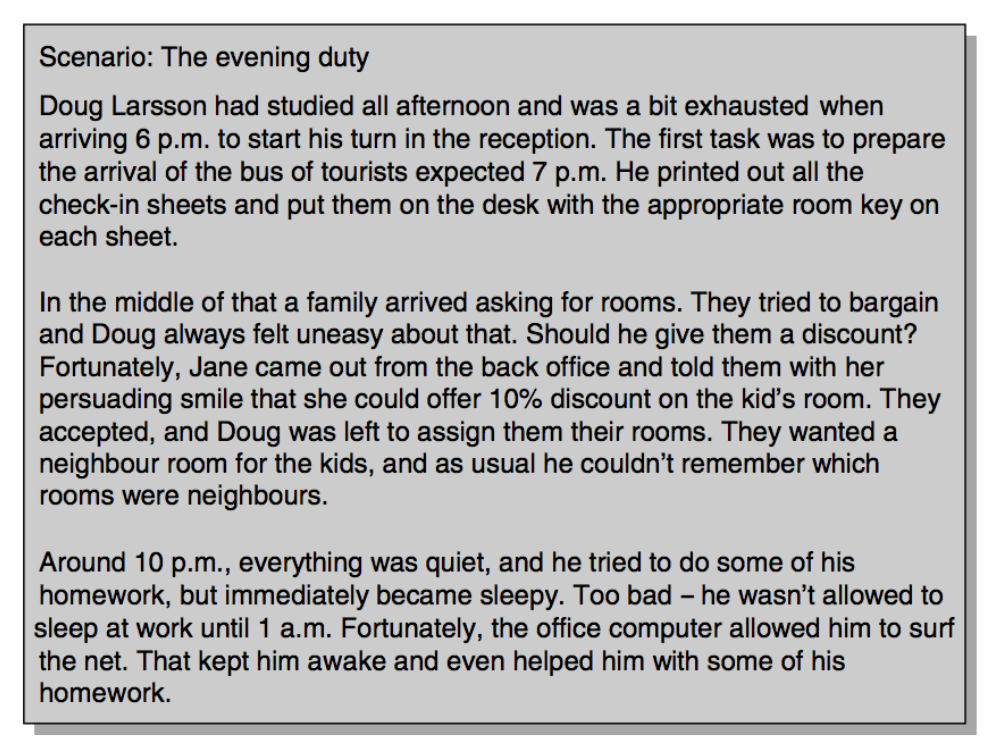 Scenario: The evening duty
Doug Larsson had studied all afternoon and was a bit exhausted when
arriving 6 p.m. to start his turn in the reception. The first task was to prepare
the arrival of the bus of tourists expected 7 p.m. He printed out all the
check-in sheets and put them on the desk with the appropriate room key on
each sheet.
In the middle of that a family arrived asking for rooms. They tried to bargain
and Doug always felt uneasy about that. Should he give them a discount?
Fortunately, Jane came out from the back office and told them with her
persuading smile that she could offer 10% discount on the kid's room. They
accepted, and Doug was left to assign them their rooms. They wanted a
neighbour room for the kids, and as usual he couldn't remember which
rooms were neighbours.
Around 10 p.m., everything was quiet, and he tried to do some of his
homework, but immediately became sleepy. Too bad – he wasn't allowed to
sleep at work until 1 a.m. Fortunately, the office computer allowed him to surf
the net. That kept him awake and even helped him with some of his
homework.